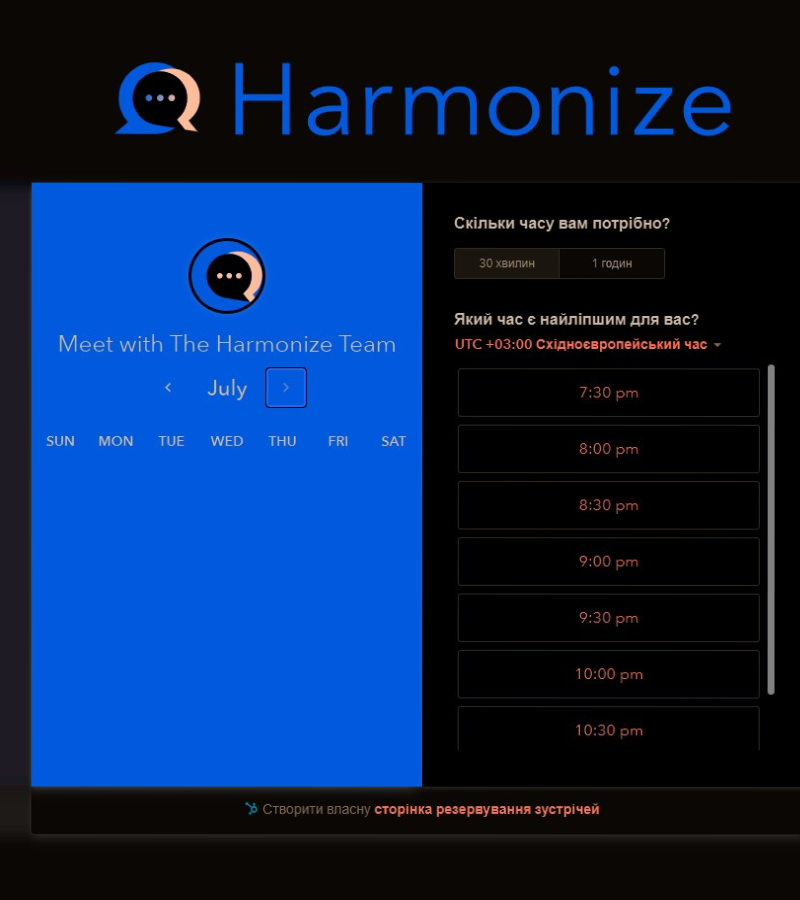 Harmonize
Meet with The Harmonize Team
July
SUN MON TUE WED THU FRI SAT
Скільки часу вам потрібно?
30 хвилин 1 годин
Який час є найліпшим для вас?
UTC +03:00 Східноєвропейський час
7:30 pm
8:00 pm
8:30 pm
9:00 pm
9:30 pm
10:00 pm
10:30 pm
Створити власну сторінка резервування зустрічей